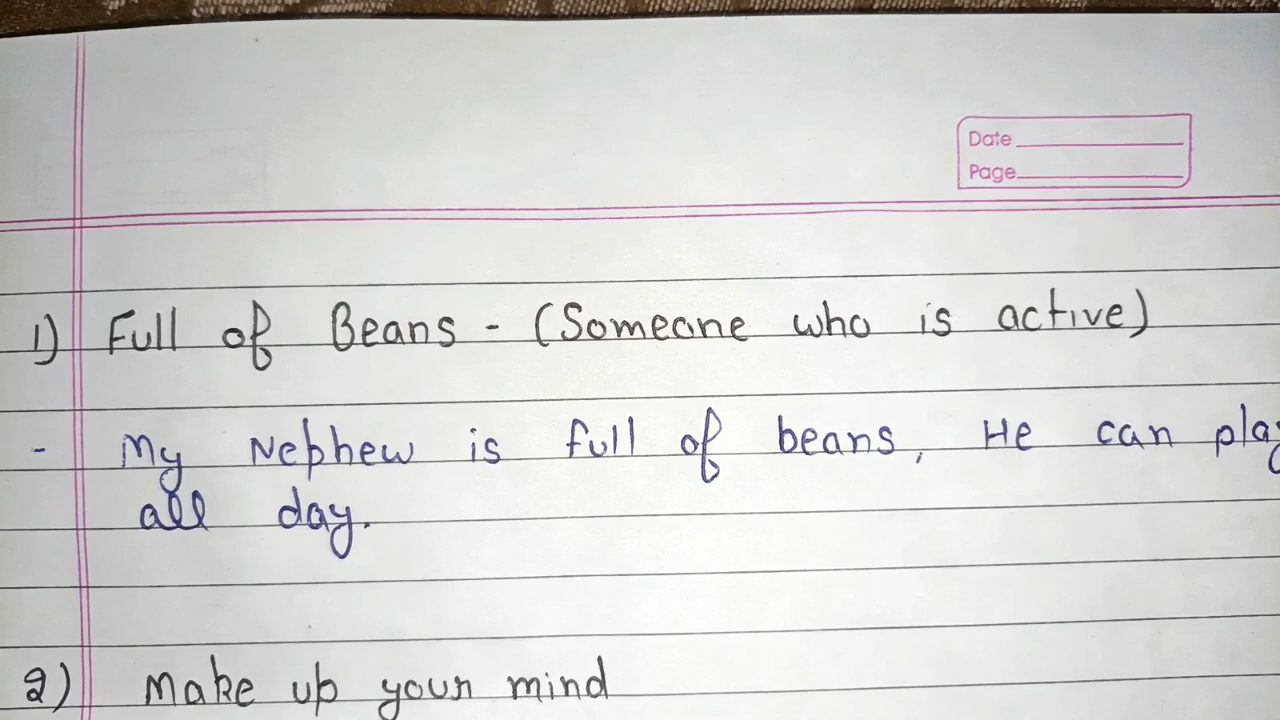 Date
Page
1) Full of Beans - (Someone who is active)
- My Nephew is full of beans, He can play
all day.
2) Make up your mind